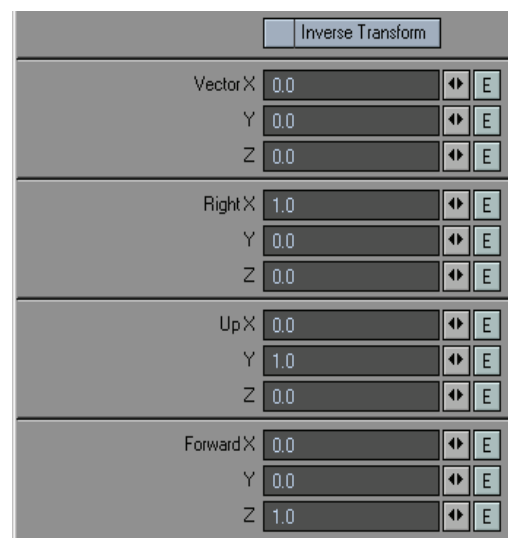 Inverse Transform
Vector X 0.0 E
Y 0.0 E
Z 0.0 E
Right X 1.0 E
Y 0.0 E
Z 0.0 E
Up X 0.0 E
Y 1.0 E
Z 0.0 E
Forward X 0.0 E
Y 0.0 E
Z 1.0 E